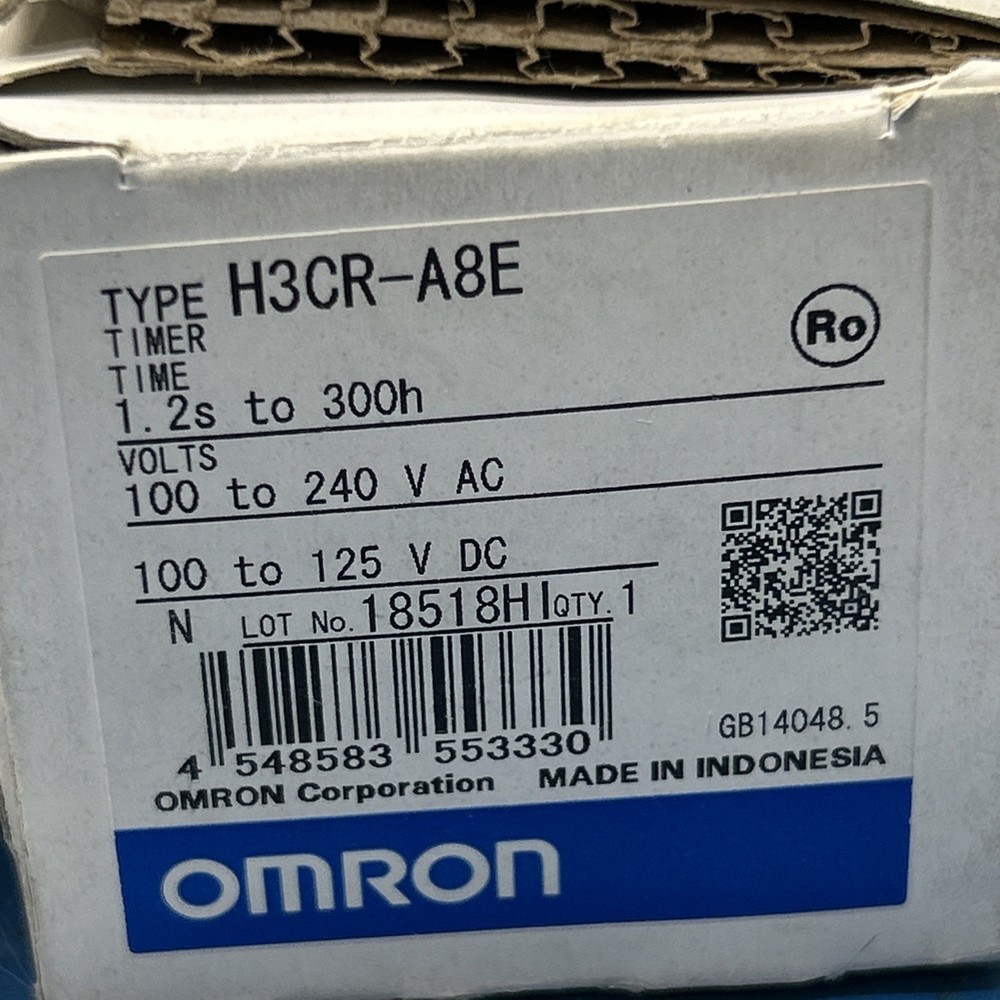 TYPE H3CR-A8E
TIMER
Ro
TIME
1.2s to 300h
VOLTS
100 to 240 V AC
100 to 125 V DC
N LOT No.18518HI QTY.1
4 548583 553330
GB14048.5
OMRON Corporation MADE IN INDONESIA
OMRON